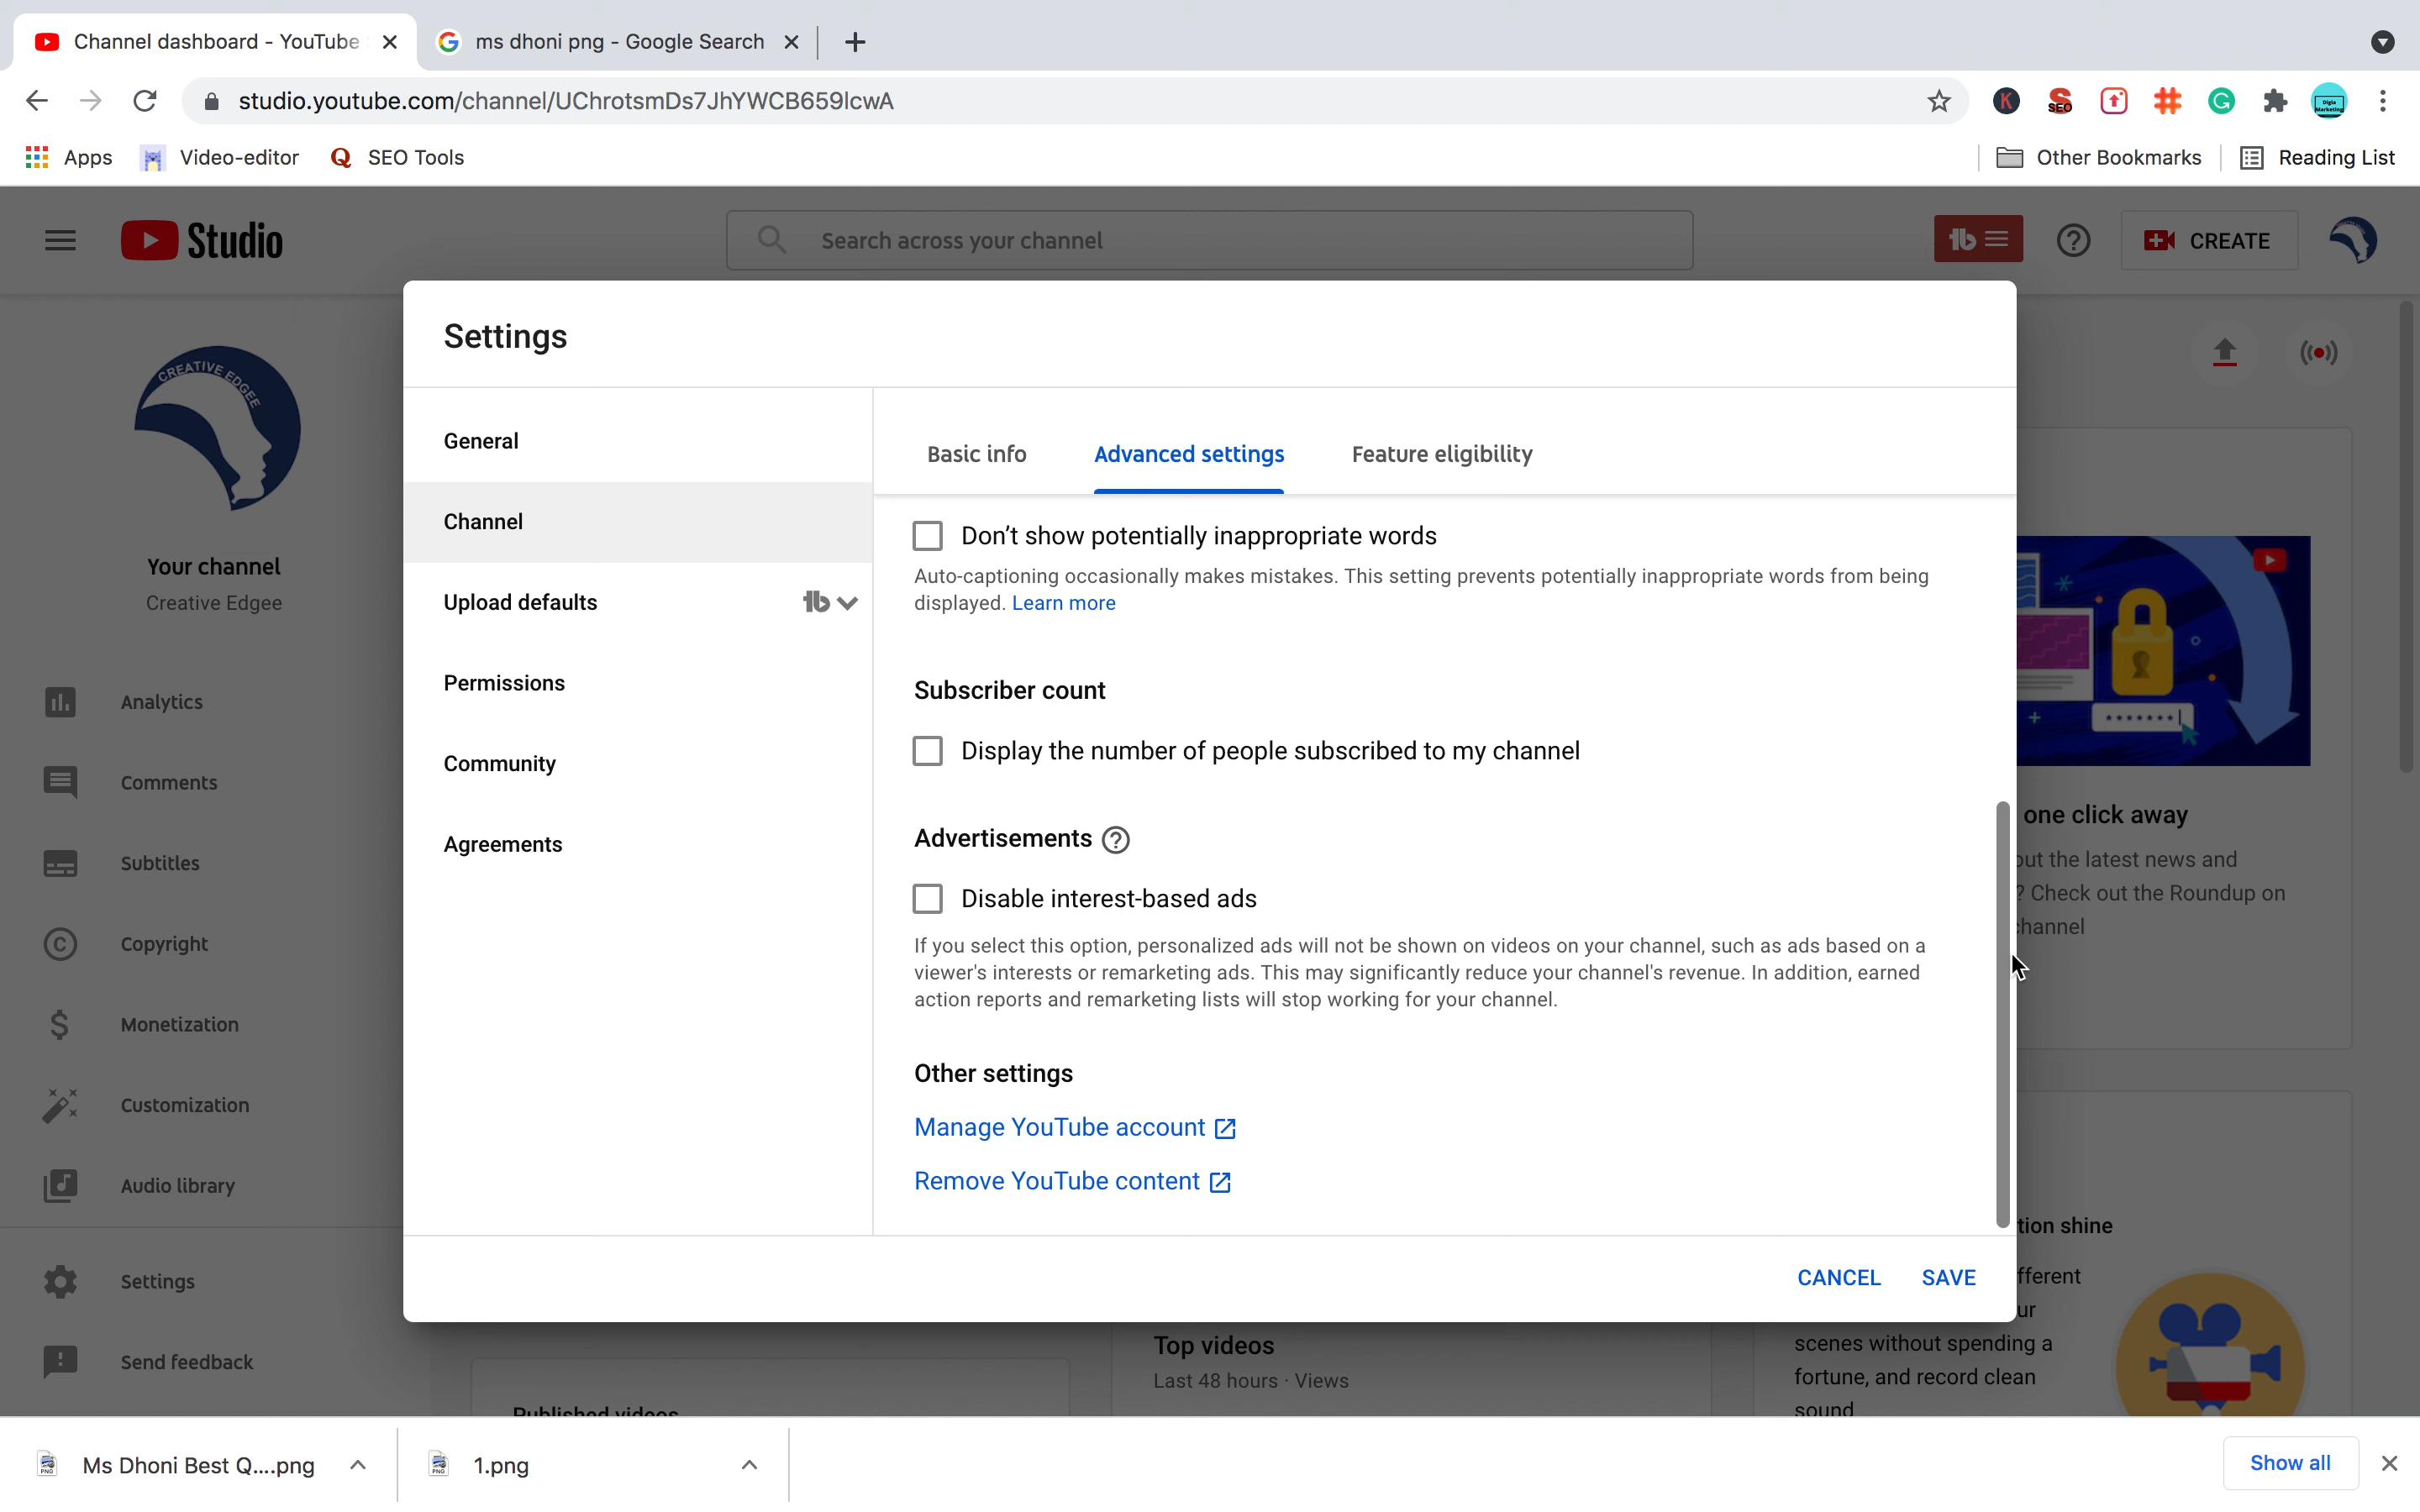 Channel dashboard - YouTube
ms dhoni png - Google Search
studio.youtube.com/channel/UChrotsmDs7JhYWCB659lcwA
SEO
Apps
Video-editor
SEO Tools
Other Bookmarks
Reading List
Studio
Search across your channel
CREATE
Settings
CREATIVE EDGEE
Your channel
Creative Edgee
Analytics
Comments
Subtitles
Copyright
Monetization
Customization
Audio library
Settings
Send feedback
General
Channel
Upload defaults
Permissions
Community
Agreements
Basic info
Advanced settings
Feature eligibility
Don't show potentially inappropriate words
Auto-captioning occasionally makes mistakes. This setting prevents potentially inappropriate words from being
displayed. Learn more
Subscriber count
Display the number of people subscribed to my channel
Advertisements
Disable interest-based ads
If you select this option, personalized ads will not be shown on videos on your channel, such as ads based on a
viewer's interests or remarketing ads. This may significantly reduce your channel's revenue. In addition, earned
action reports and remarketing lists will stop working for your channel.
Other settings
Manage YouTube account
Remove YouTube content
CANCEL
SAVE
one click away
the latest news and
? Check out the Roundup on
shine
scenes without spending a
fortune, and record clean
sound
Top videos
Last 48 hours · Views
Published videos
Ms Dhoni Best Q....png
1.png
Show all